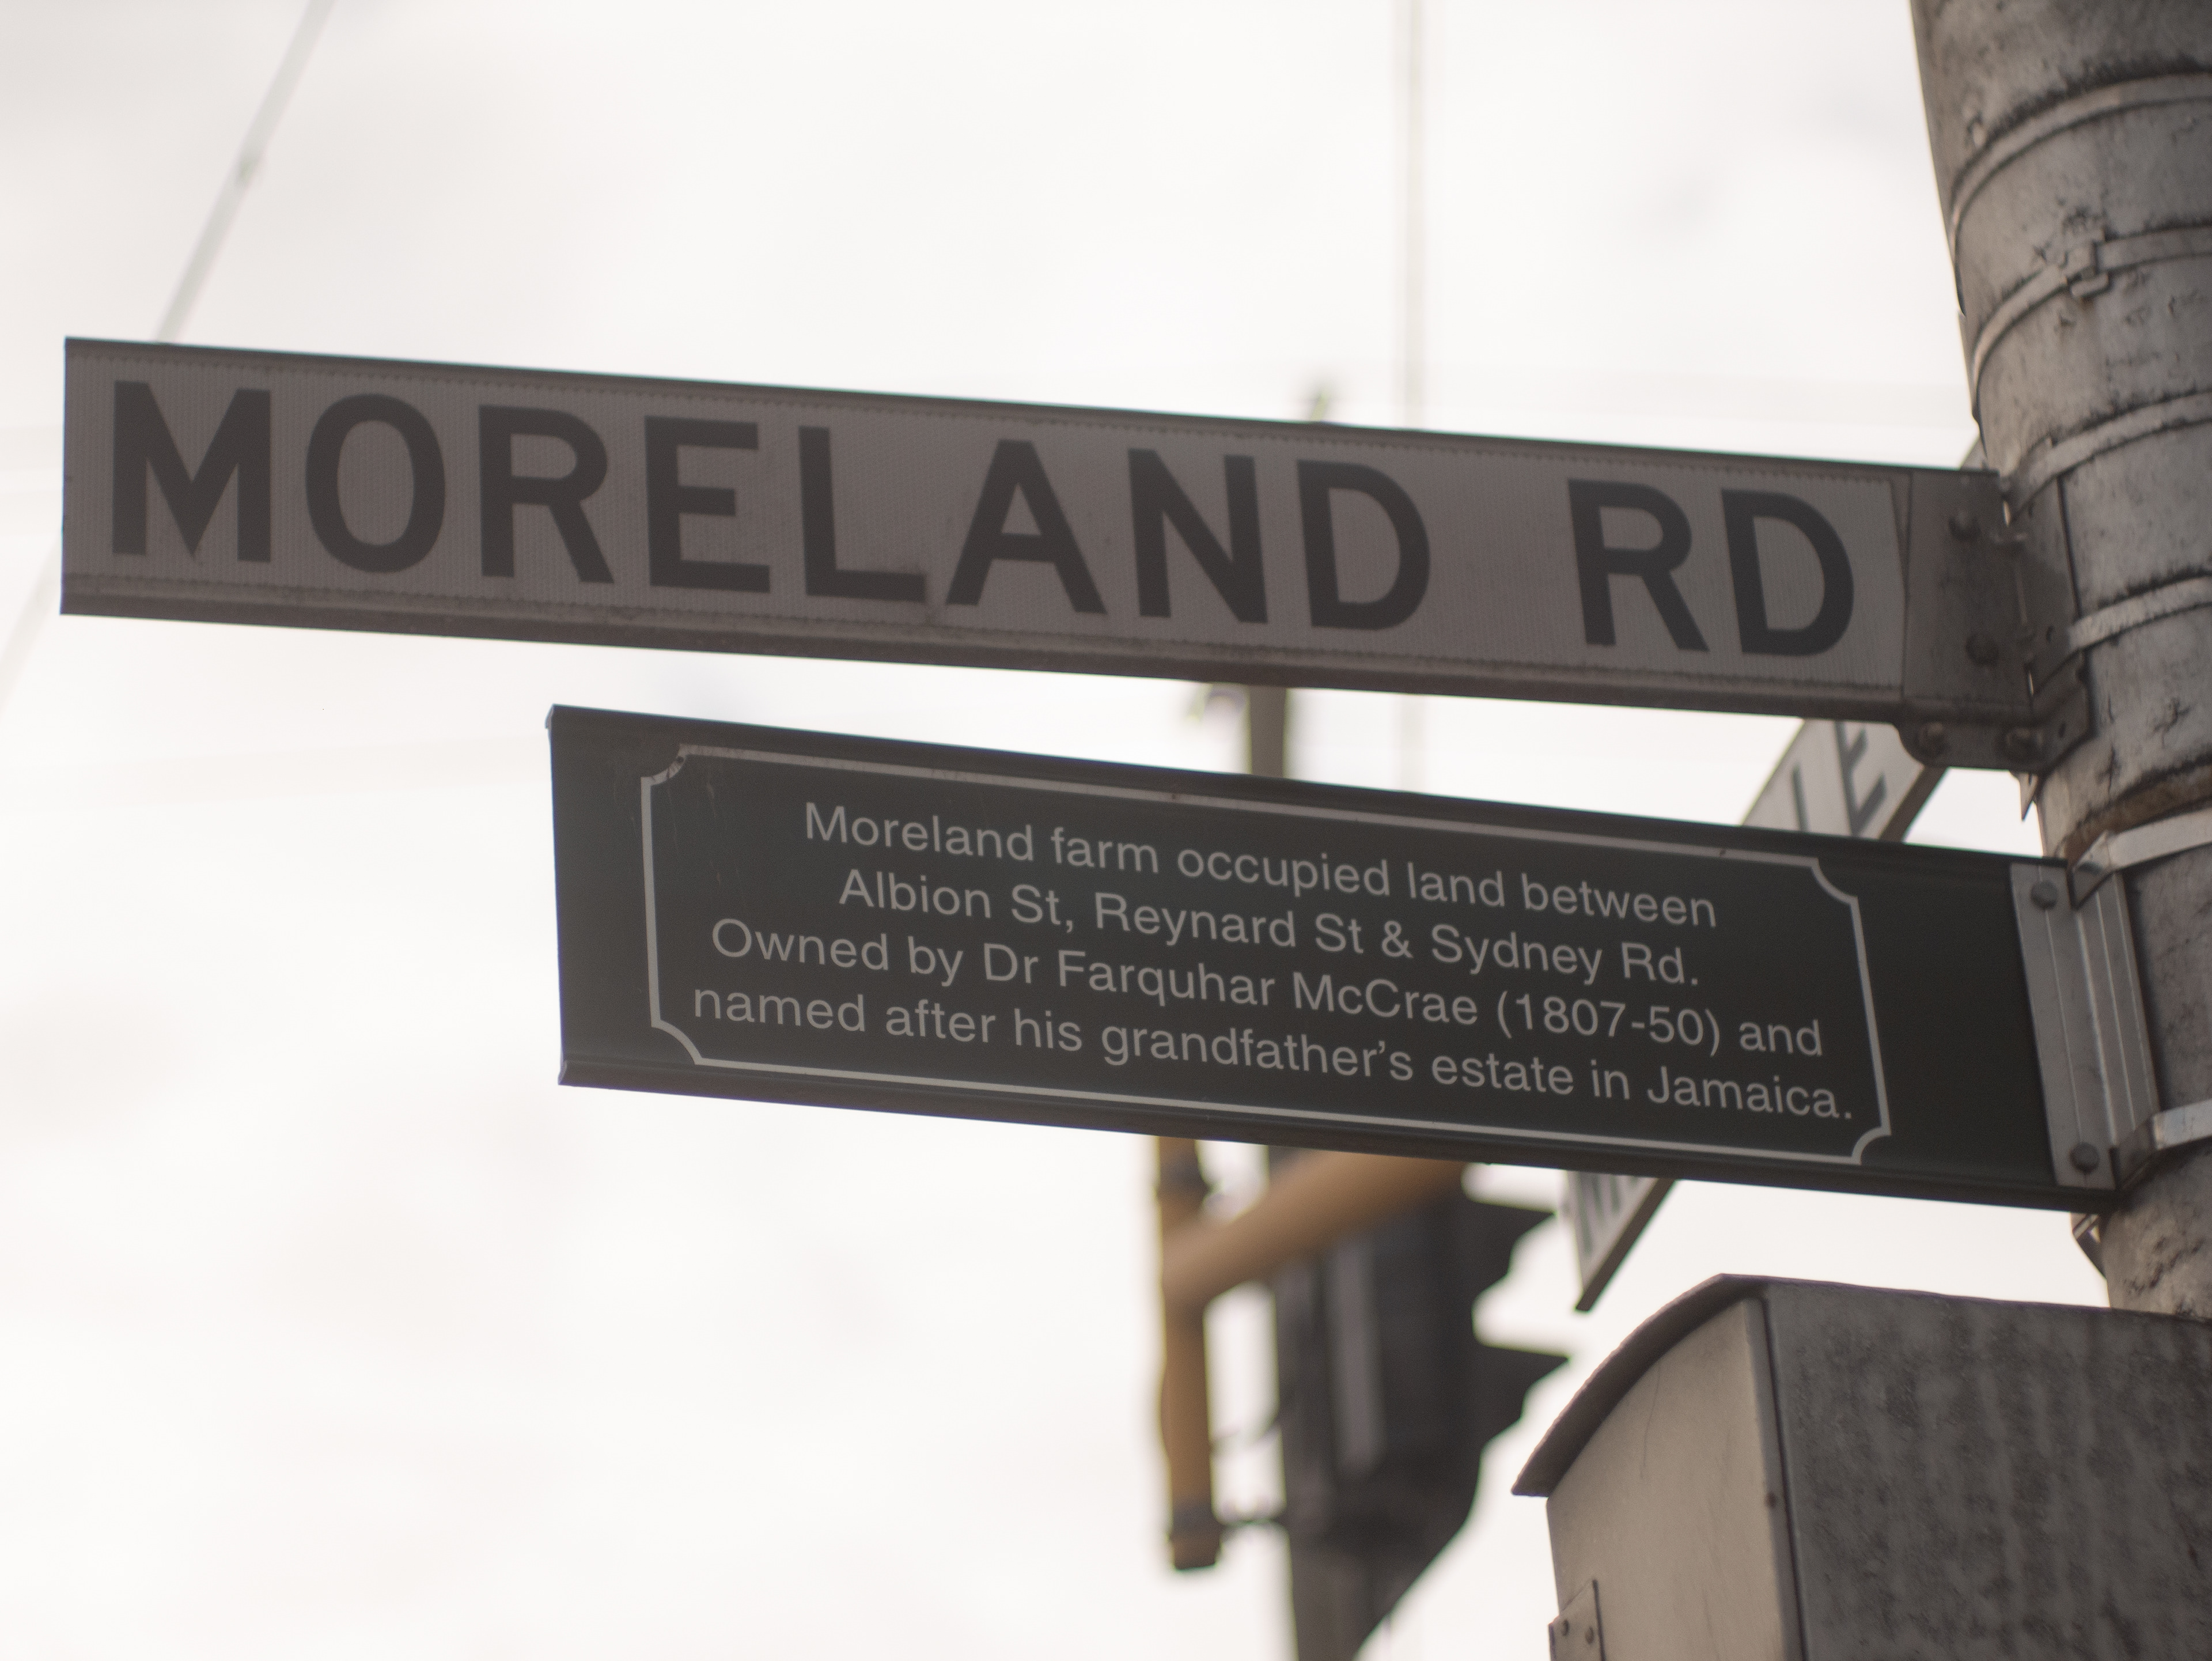 MORELAND RD
Moreland farm occupied land between
Albion St, Reynard St & Sydney Rd.
Owned by Dr Farquhar McCrae (1807-50) and
named after his grandfather’s estate in Jamaica.